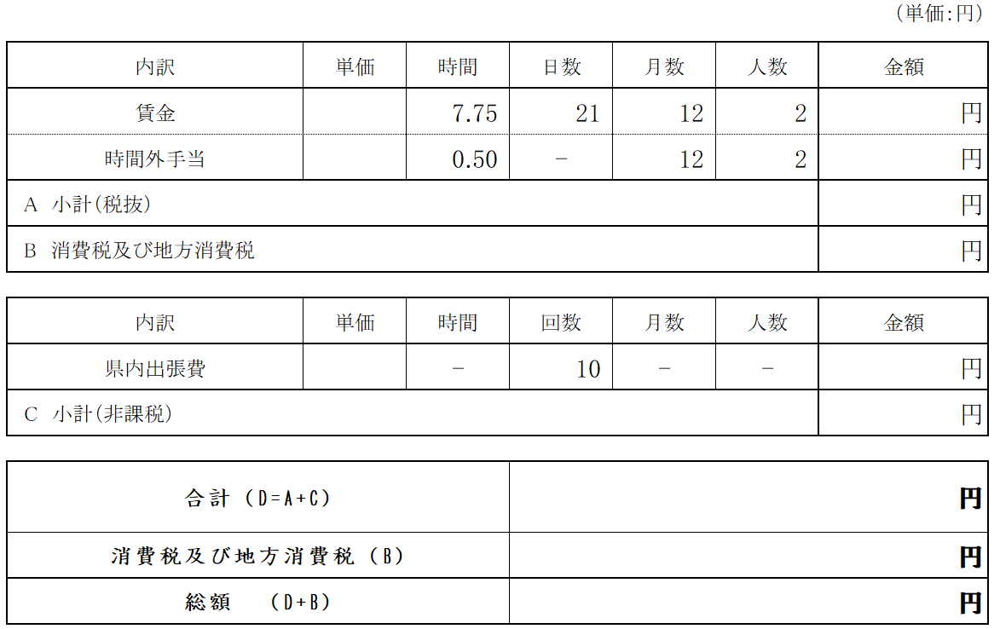 (単価:円)
内訳 単価 時間 日数 月数 人数 金額
賃金 7.75 21 12 2 円
時間外手当 0.50 － 12 2 円
A 小計(税抜) 円
B 消費税及び地方消費税 円
内訳 単価 時間 回数 月数 人数 金額
県内出張費 － 10 － － 円
C 小計(非課税) 円
合計(D=A+C) 円
消費税及び地方消費税(B) 円
総額 (D+B) 円